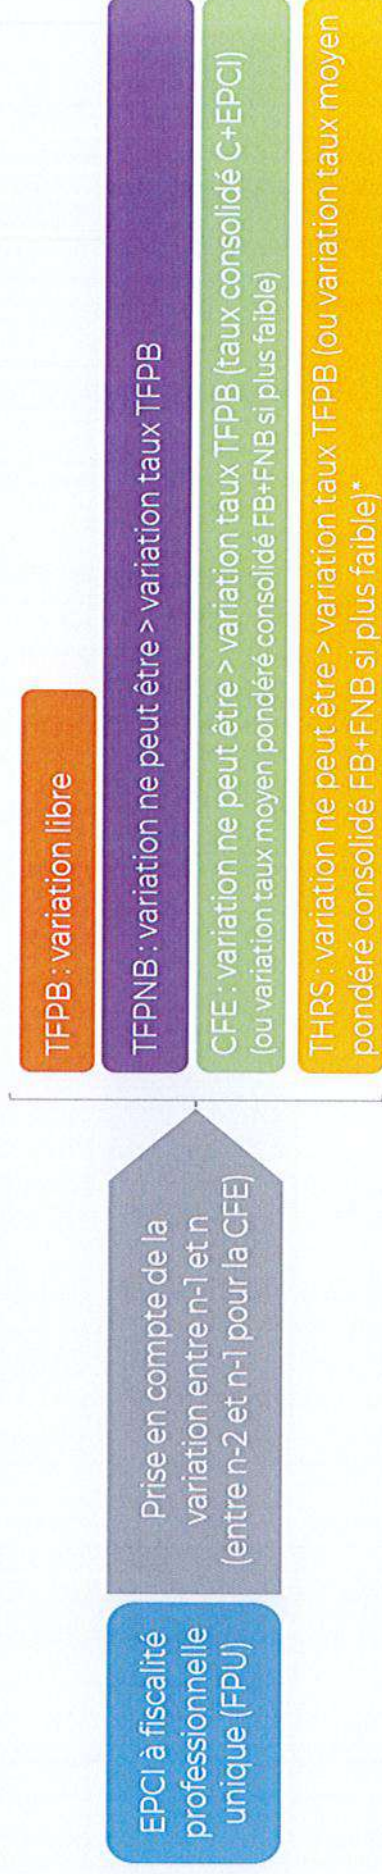 EPCI à fiscalité
professionnelle
unique (FPU)
Prise en compte de la
variation entre n-1 et n
(entre n-2 et n-1 pour la CFE)
TFPB : variation libre
TFPNB : variation ne peut être > variation taux TFPB
CFE : variation ne peut être > variation taux TFPB (taux consolidé C+EPCI)
(ou variation taux moyen pondéré consolidé FB+FNB si plus faible)
THRS : variation ne peut être > variation taux TFPB (ou variation taux moyen
pondéré consolidé FB+FNB si plus faible)*